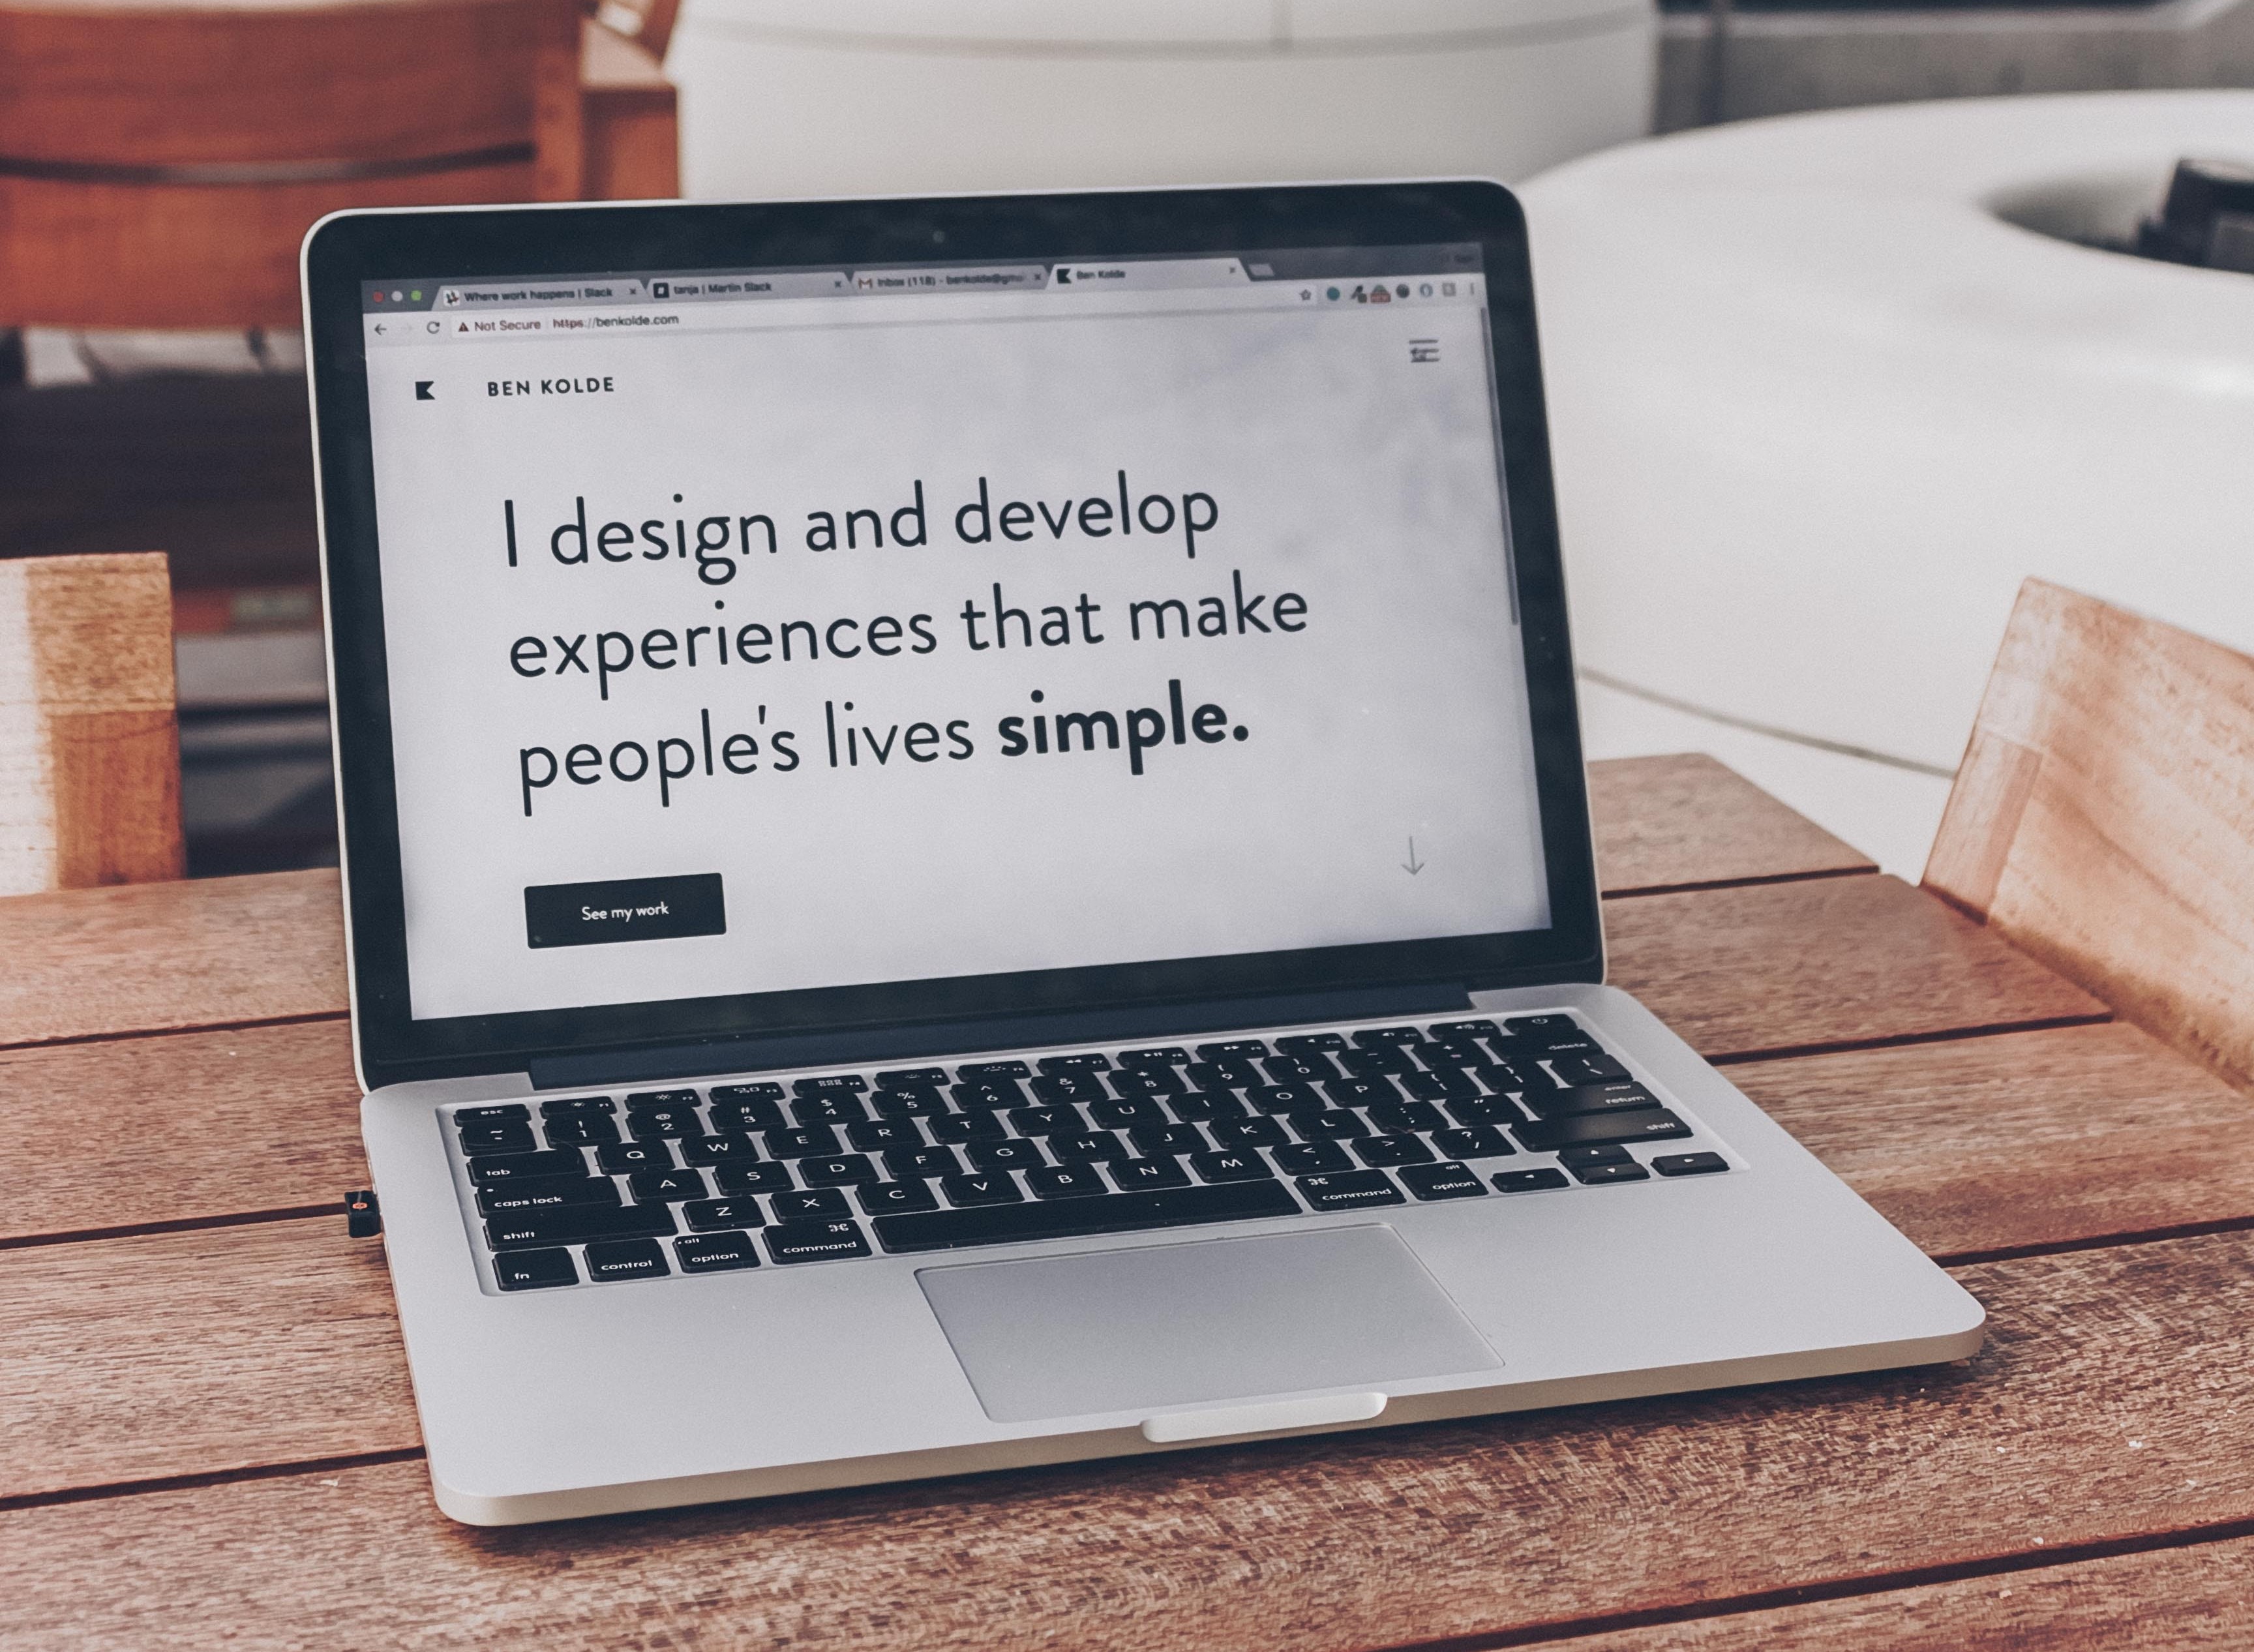 Where work happens | Slack
tanja | Martin Slack
Inbox (118) - benkolde@gma
Ben Kolde
Not Secure https://benkolde.com
BEN KOLDE
I design and develop
experiences that make
people's lives simple.
See my work
esc
~ ! 1 @ 2 # 3 $ 4 % 5 ^ 6 & 7 * 8 9 0 delete
tab Q W E R T Y U I O P
caps lock A S D F G H J K L : ; " ' enter return
shift Z X C V B N M < , > . ? / shift
fn control alt option ⌘ command ⌘ command alt option